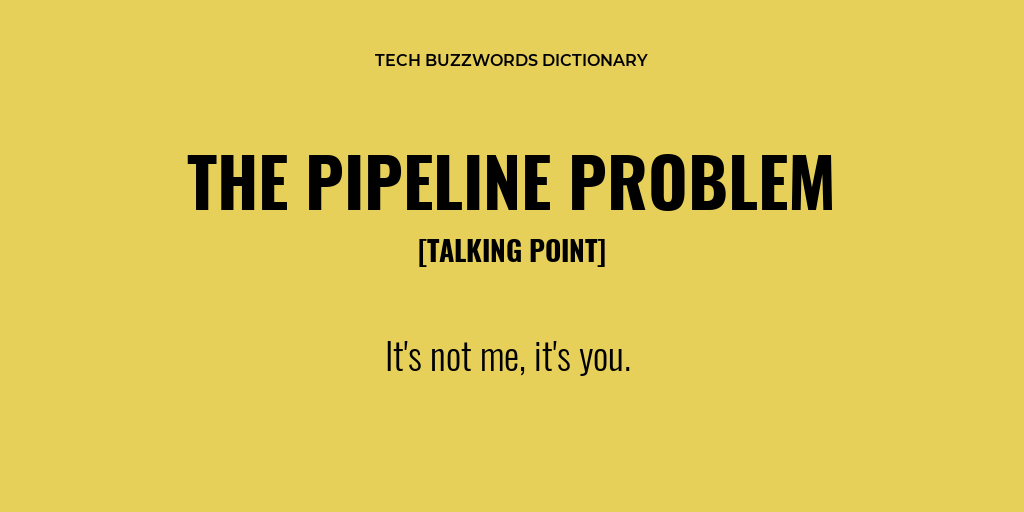 TECH BUZZWORDS DICTIONARY
THE PIPELINE PROBLEM
[TALKING POINT]
It's not me, it's you.